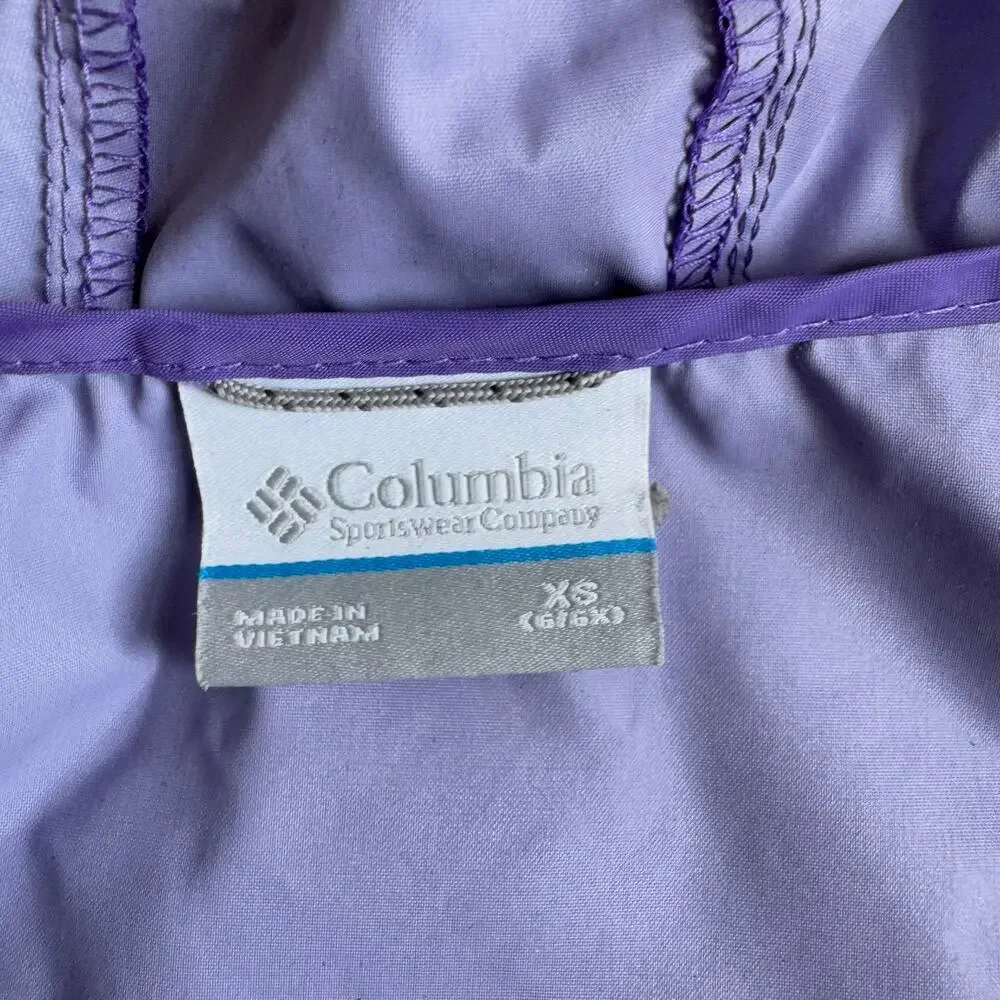 Columbia
Sportswear Company
MADE IN
VIETNAM
XS
(6/6X)